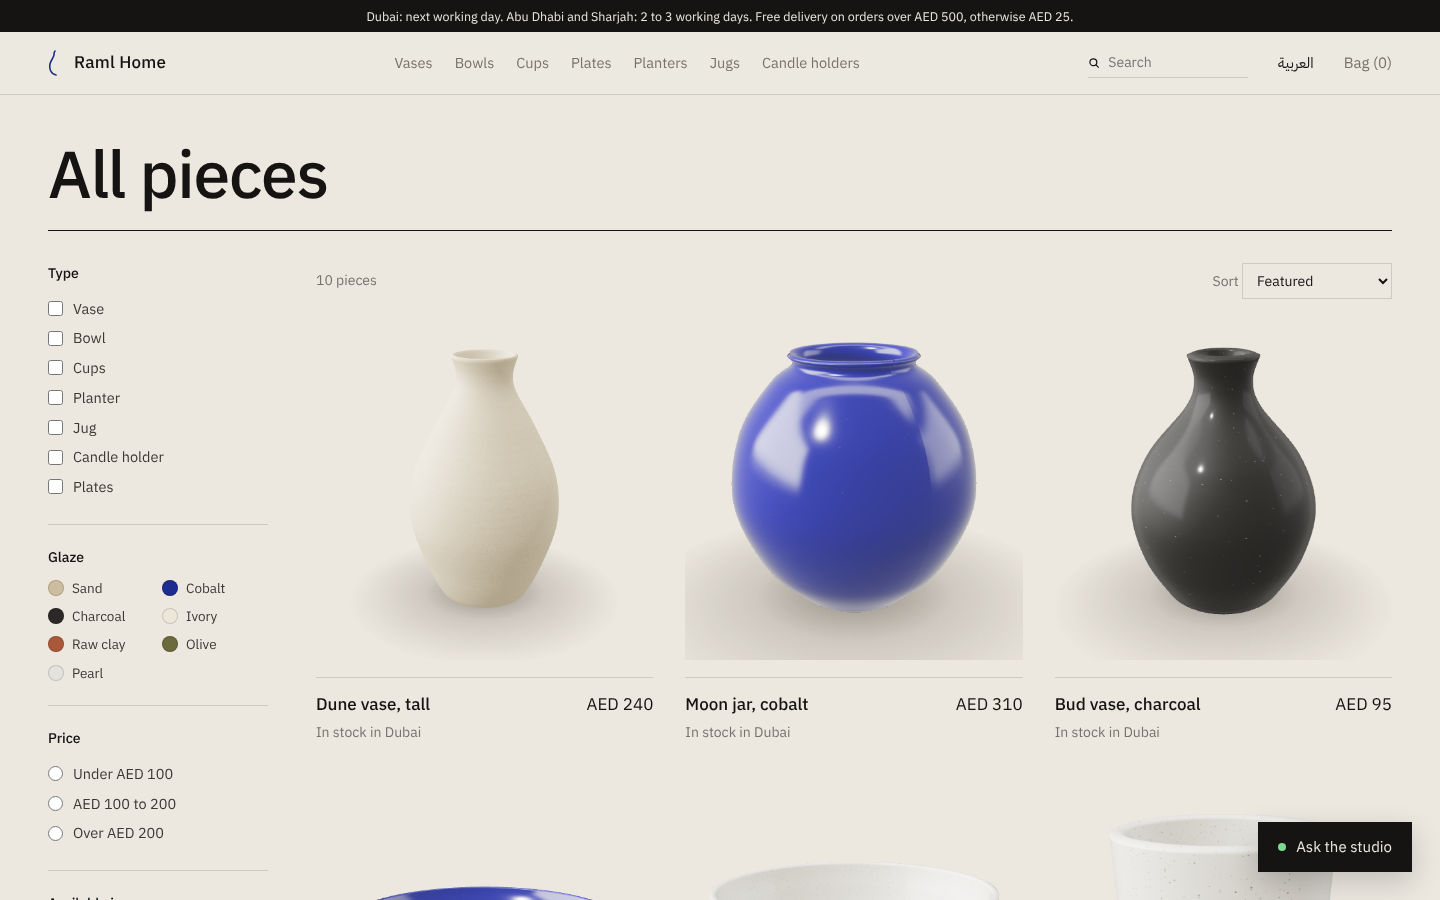 Dubai: next working day. Abu Dhabi and Sharjah: 2 to 3 working days. Free delivery on orders over AED 500, otherwise AED 25.
Raml Home
Vases Bowls Cups Plates Planters Jugs Candle holders
Search
العربية
Bag (0)
All pieces
Type
Vase
Bowl
Cups
Planter
Jug
Candle holder
Plates
Glaze
Sand Cobalt
Charcoal Ivory
Raw clay Olive
Pearl
Price
Under AED 100
AED 100 to 200
Over AED 200
10 pieces
Sort Featured
Dune vase, tall AED 240
In stock in Dubai
Moon jar, cobalt AED 310
In stock in Dubai
Bud vase, charcoal AED 95
In stock in Dubai
Ask the studio